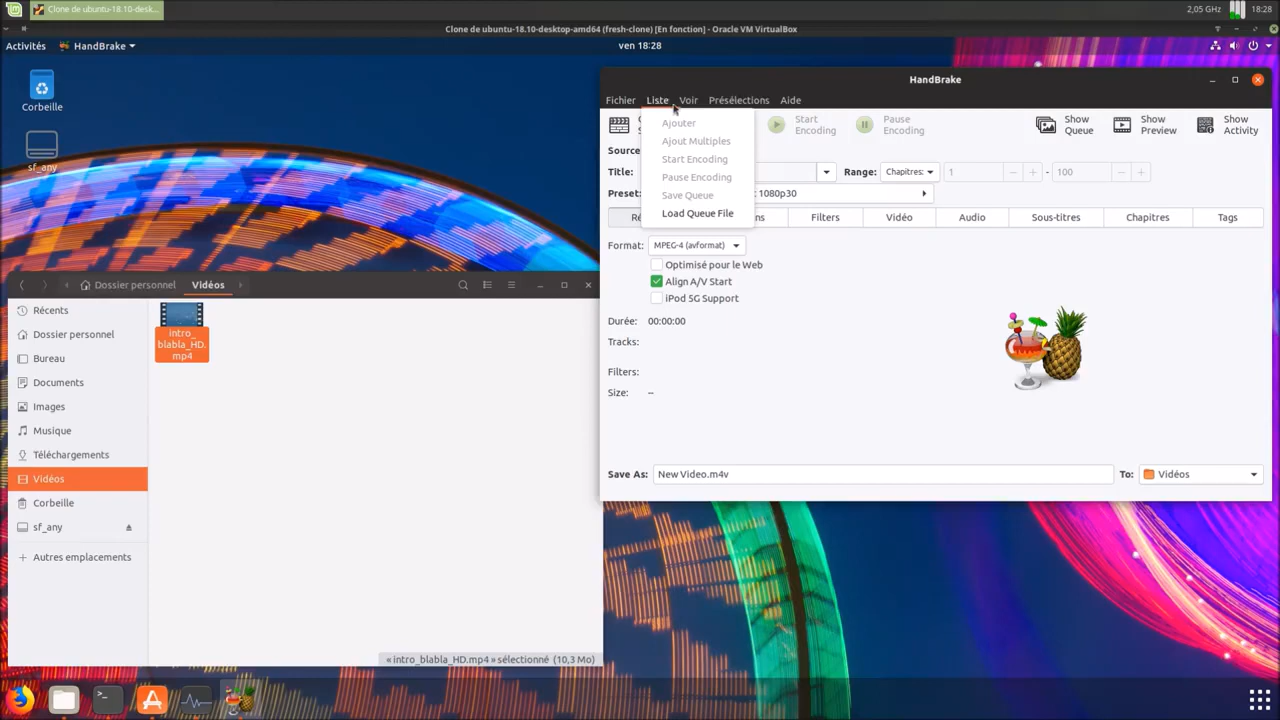 Clone de ubuntu-18.10-desk...
2,05 GHz
18:28
Clone de ubuntu-18.10-desktop-amd64 (fresh-clone) [En fonction] - Oracle VM VirtualBox
Activités
HandBrake
ven 18:28
Corbeille
sf_any
HandBrake
Fichier
Liste
Voir
Présélections
Aide
Ajouter
Ajout Multiples
Start Encoding
Pause Encoding
Save Queue
Load Queue File
Start Encoding
Pause Encoding
Show Queue
Show Preview
Show Activity
Source
Title:
Range:
Chapitres:
1
-
100
Preset:
1080p30
Filters
Vidéo
Audio
Sous-titres
Chapitres
Tags
Format:
MPEG-4 (avformat)
Optimisé pour le Web
Align A/V Start
iPod 5G Support
Durée:
00:00:00
Tracks:
Filters:
Size:
--
Save As:
New Video.m4v
To:
Vidéos
Dossier personnel
Vidéos
Récents
Dossier personnel
Bureau
Documents
Images
Musique
Téléchargements
Vidéos
Corbeille
sf_any
Autres emplacements
intro_
blabla_HD.
mp4
« intro_blabla_HD.mp4 » sélectionné (10,3 Mo)